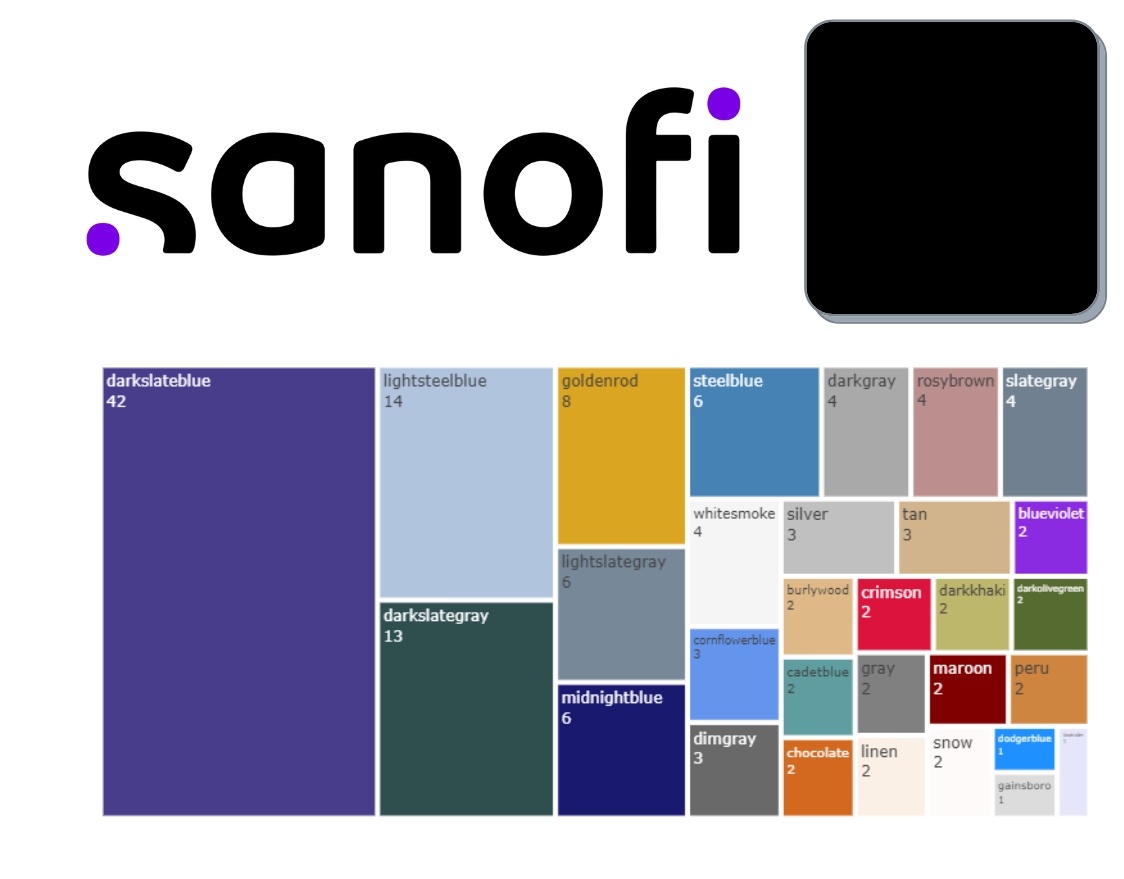 sanofi
darkslateblue
42
lightsteelblue
14
darkslategray
13
goldenrod
8
lightslategray
6
midnightblue
6
steelblue
6
darkgray
4
rosybrown
4
slategray
4
whitesmoke
4
silver
3
tan
3
blueviolet
2
cornflowerblue
3
burlywood
2
crimson
2
darkkhaki
2
darkolivegreen
2
dimgray
3
cadetblue
2
gray
2
maroon
2
peru
2
chocolate
2
linen
2
snow
2
dodgerblue
1
gainsboro
1